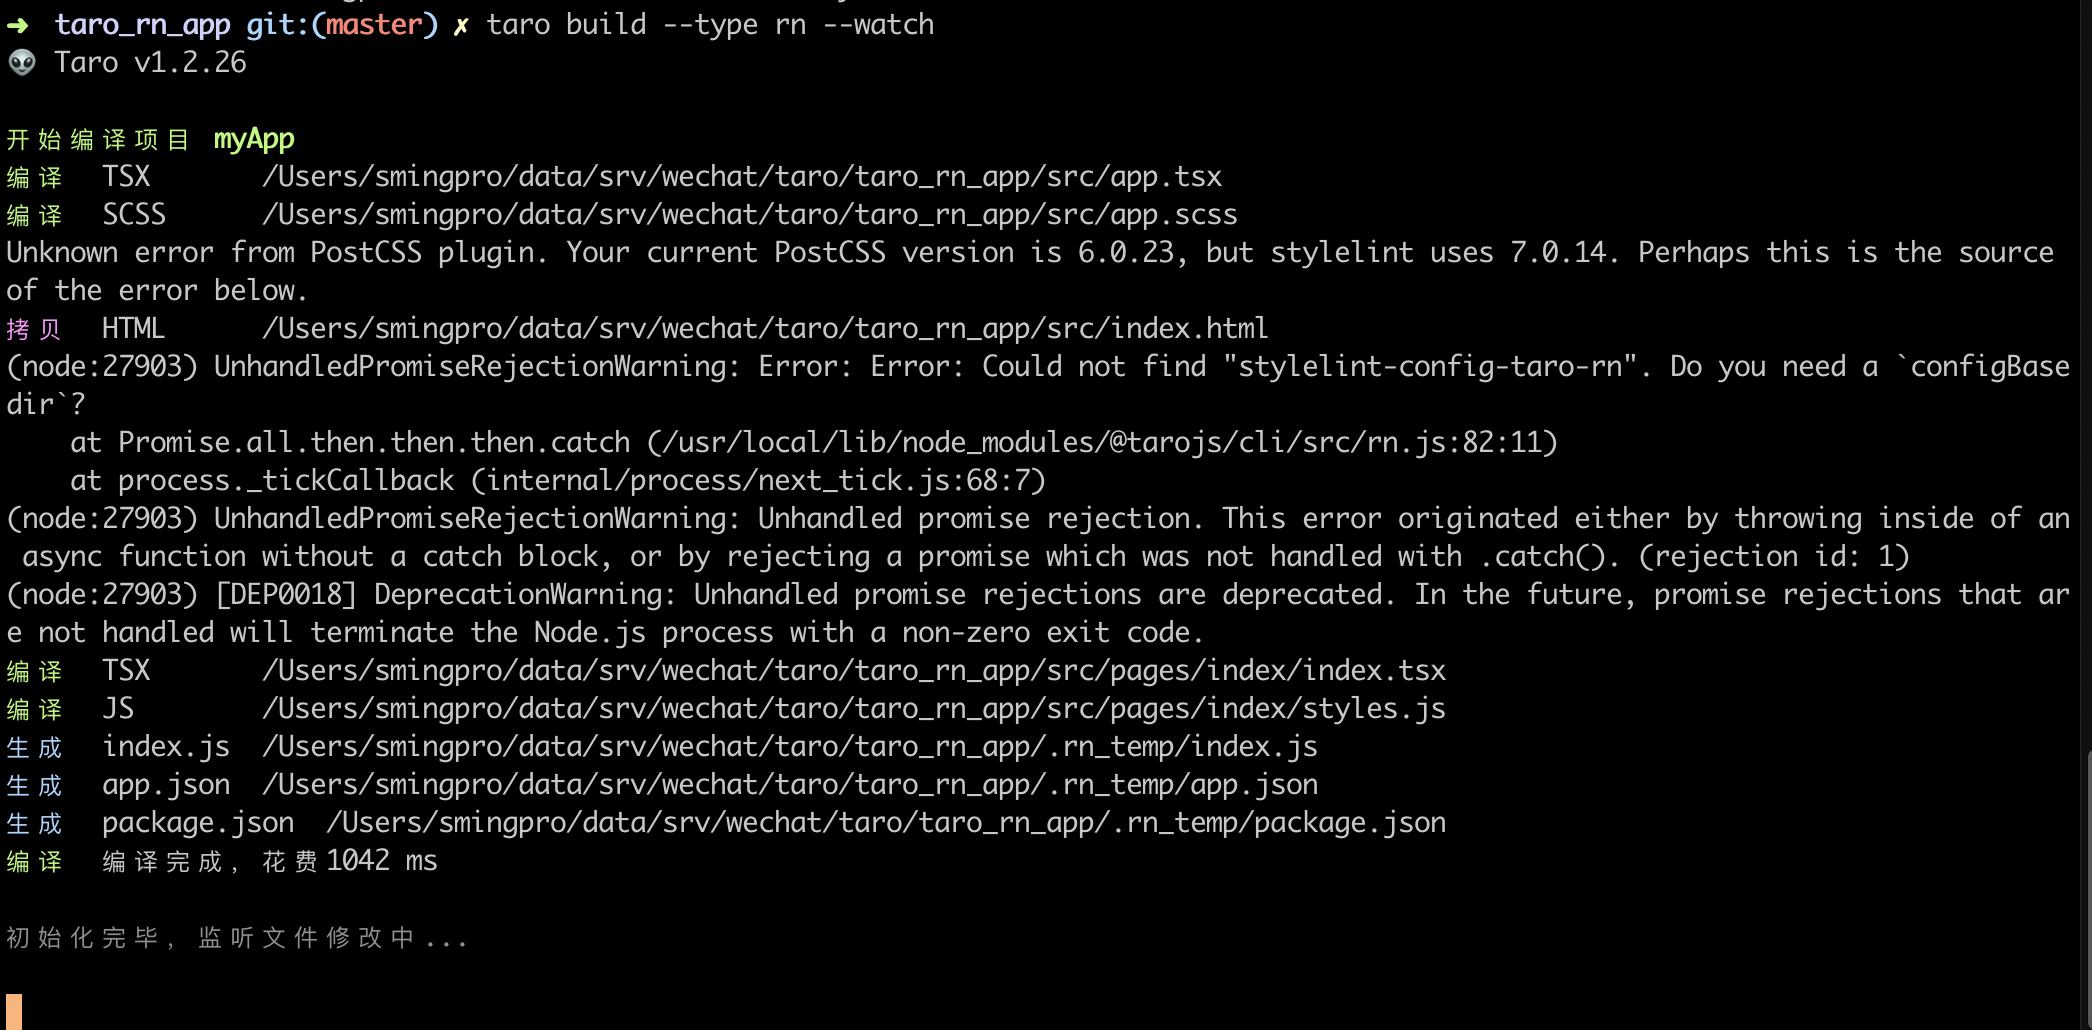 ➜  taro_rn_app git:(master) ✗ taro build --type rn --watch
👽 Taro v1.2.26
开始编译项目 myApp
编译  TSX       /Users/smingpro/data/srv/wechat/taro/taro_rn_app/src/app.tsx
编译  SCSS      /Users/smingpro/data/srv/wechat/taro/taro_rn_app/src/app.scss
Unknown error from PostCSS plugin. Your current PostCSS version is 6.0.23, but stylelint uses 7.0.14. Perhaps this is the source
of the error below.
拷贝  HTML      /Users/smingpro/data/srv/wechat/taro/taro_rn_app/src/index.html
(node:27903) UnhandledPromiseRejectionWarning: Error: Error: Could not find "stylelint-config-taro-rn". Do you need a `configBase
dir`?
    at Promise.all.then.then.then.catch (/usr/local/lib/node_modules/@tarojs/cli/src/rn.js:82:11)
    at process._tickCallback (internal/process/next_tick.js:68:7)
(node:27903) UnhandledPromiseRejectionWarning: Unhandled promise rejection. This error originated either by throwing inside of an
 async function without a catch block, or by rejecting a promise which was not handled with .catch(). (rejection id: 1)
(node:27903) [DEP0018] DeprecationWarning: Unhandled promise rejections are deprecated. In the future, promise rejections that ar
e not handled will terminate the Node.js process with a non-zero exit code.
编译  TSX       /Users/smingpro/data/srv/wechat/taro/taro_rn_app/src/pages/index/index.tsx
编译  JS        /Users/smingpro/data/srv/wechat/taro/taro_rn_app/src/pages/index/styles.js
生成  index.js  /Users/smingpro/data/srv/wechat/taro/taro_rn_app/.rn_temp/index.js
生成  app.json  /Users/smingpro/data/srv/wechat/taro/taro_rn_app/.rn_temp/app.json
生成  package.json  /Users/smingpro/data/srv/wechat/taro/taro_rn_app/.rn_temp/package.json
编译  编译完成，花费1042 ms
初始化完毕，监听文件修改中...